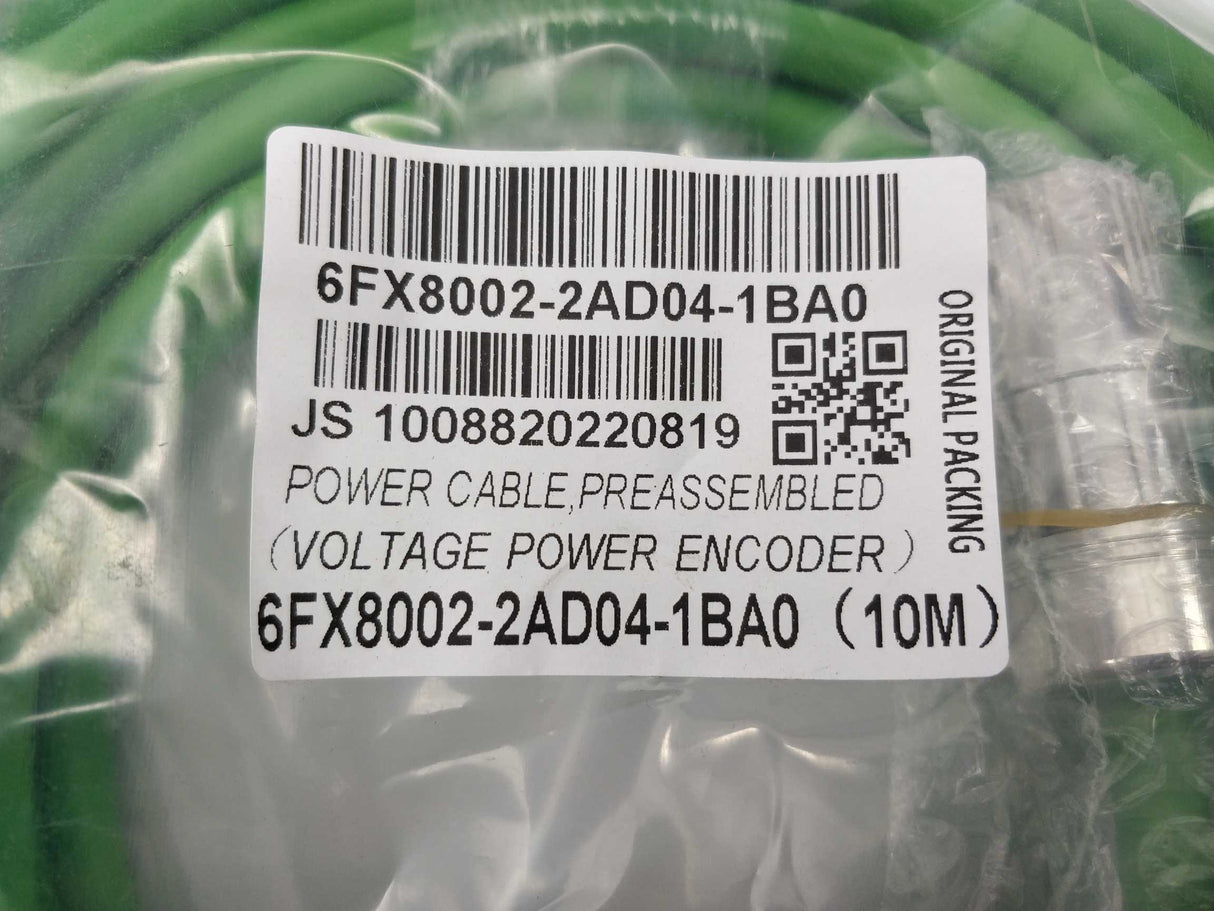 6FX8002-2AD04-1BA0
JS 1008820220819
POWER CABLE,PREASSEMBLED
(VOLTAGE POWER ENCODER)
6FX8002-2AD04-1BA0 (10M)
ORIGINAL PACKING